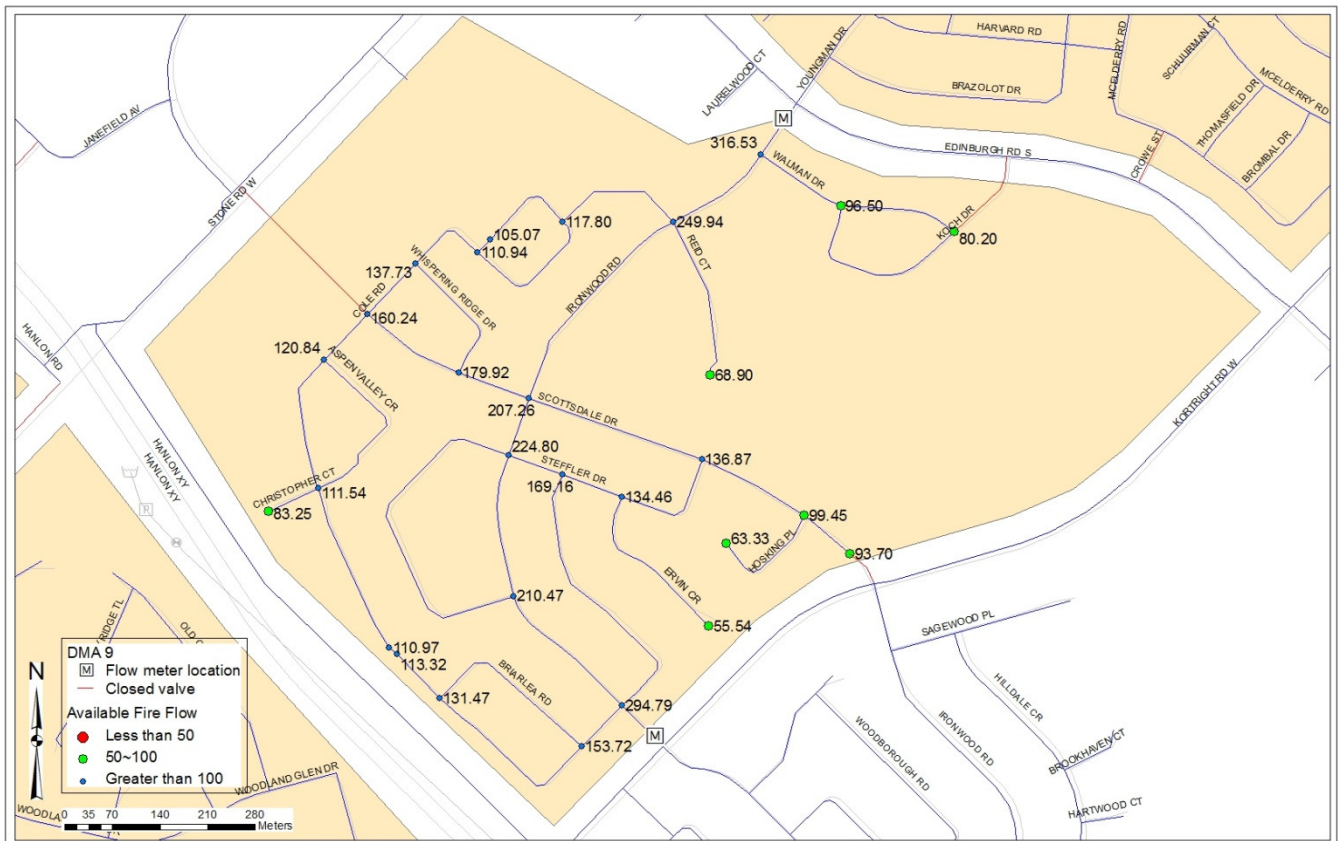 HARVARD RD
YOUNGMAN DR
MCELDERRY RD
SCHUURMAN CT
MCELDERRY RD
LAURELWOOD CT
BRAZOLOT DR
THOMASFIELD DR
JANEFIELD AV
M
316.53
EDINBURGH RD S
CROWE ST
BROMBAL DR
WALMAN DR
STONE RD W
96.50
117.80
249.94
KOCH DR
80.20
105.07
110.94
REID CT
137.73
WHISPERING RIDGE DR
IRONWOOD RD
COLE RD
160.24
HANLON RD
120.84
ASPEN VALLEY CR
179.92
68.90
KORTRIGHT RD W
207.26
SCOTTSDALE DR
HANLON XY
HANLON XY
224.80
STEFFLER DR
136.87
169.16
134.46
CHRISTOPHER CT
111.54
83.25
R
99.45
63.33
HOSKING PL
93.70
ERVIN CR
210.47
55.54
SAGEWOOD PL
110.97
113.32
BRIARLEA RD
131.47
HILLDALE CR
294.79
M
153.72
WOODBOROUGH RD
IRONWOOD RD
BROOKHAVEN CT
HARTWOOD CT
RIDGE TL
N
DMA 9
M Flow meter location
Closed valve
Available Fire Flow
Less than 50
50~100
Greater than 100
WOODLAND GLEN DR
0 35 70 140 210 280
Meters